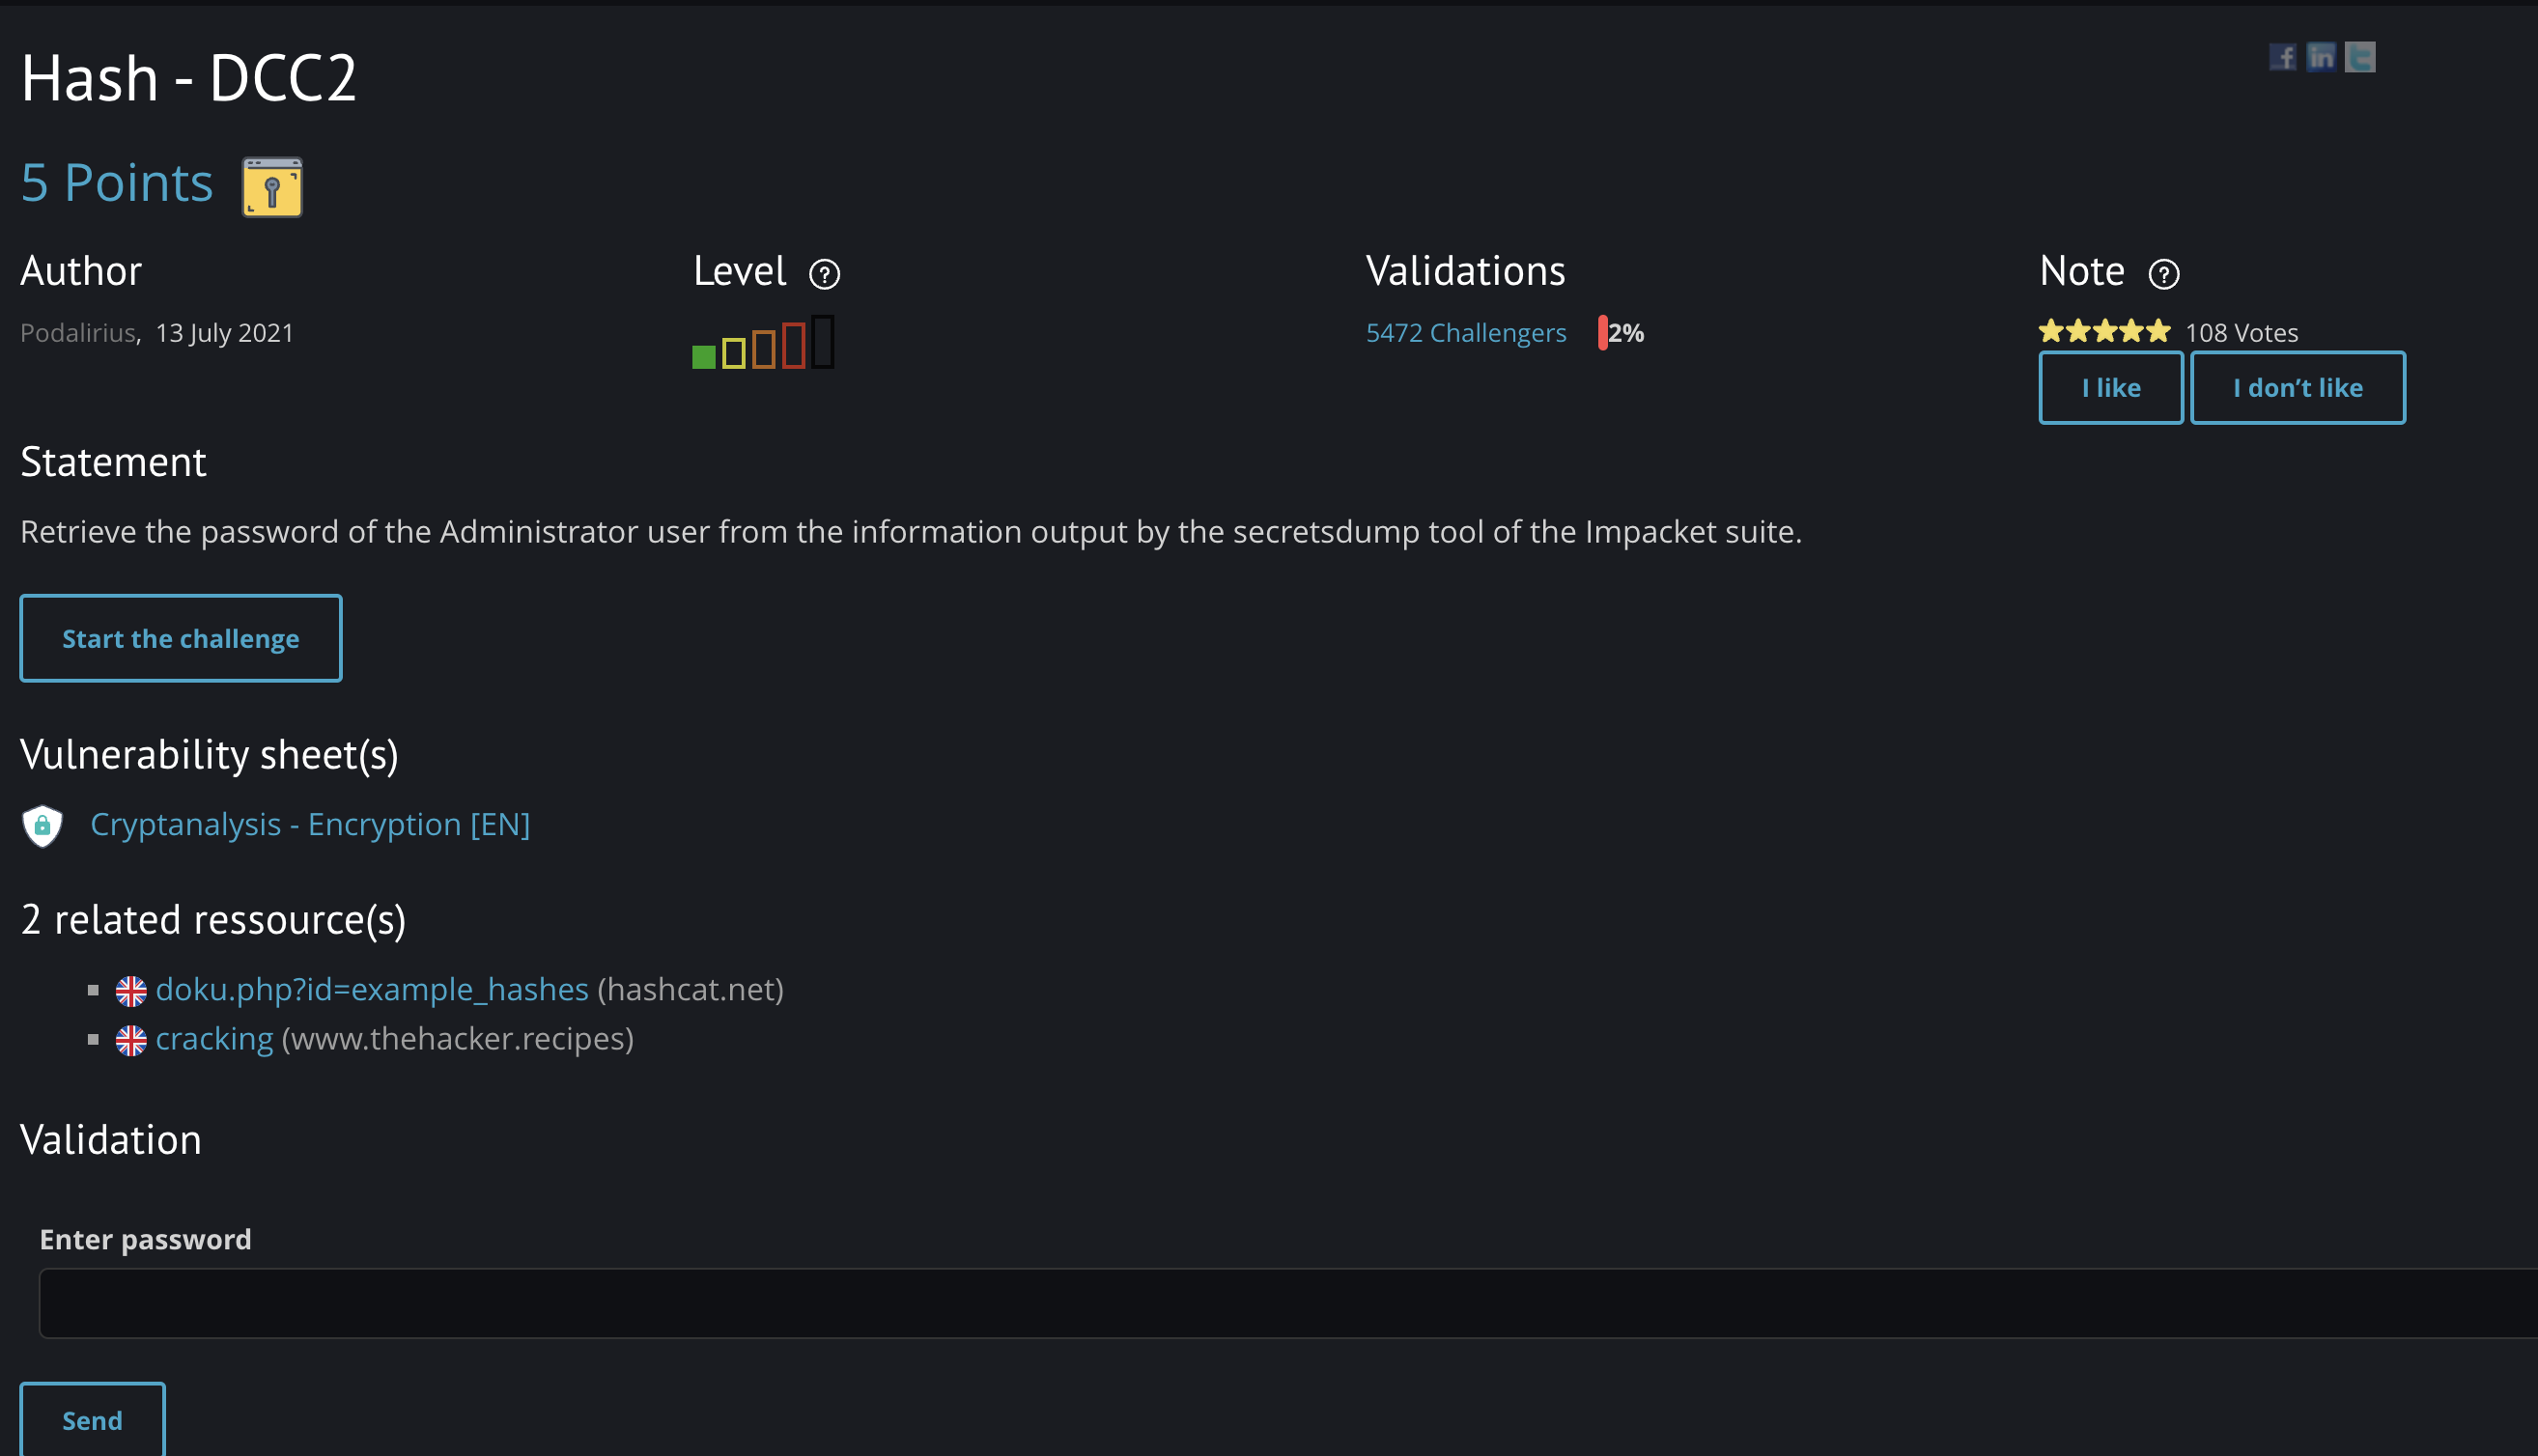 Hash - DCC2
5 Points
Author
Level ?
Validations
Note ?
Podalirius, 13 July 2021
5472 Challengers 2%
108 Votes
I like
I don’t like
Statement
Retrieve the password of the Administrator user from the information output by the secretsdump tool of the Impacket suite.
Start the challenge
Vulnerability sheet(s)
Cryptanalysis - Encryption [EN]
2 related ressource(s)
doku.php?id=example_hashes (hashcat.net)
cracking (www.thehacker.recipes)
Validation
Enter password
Send